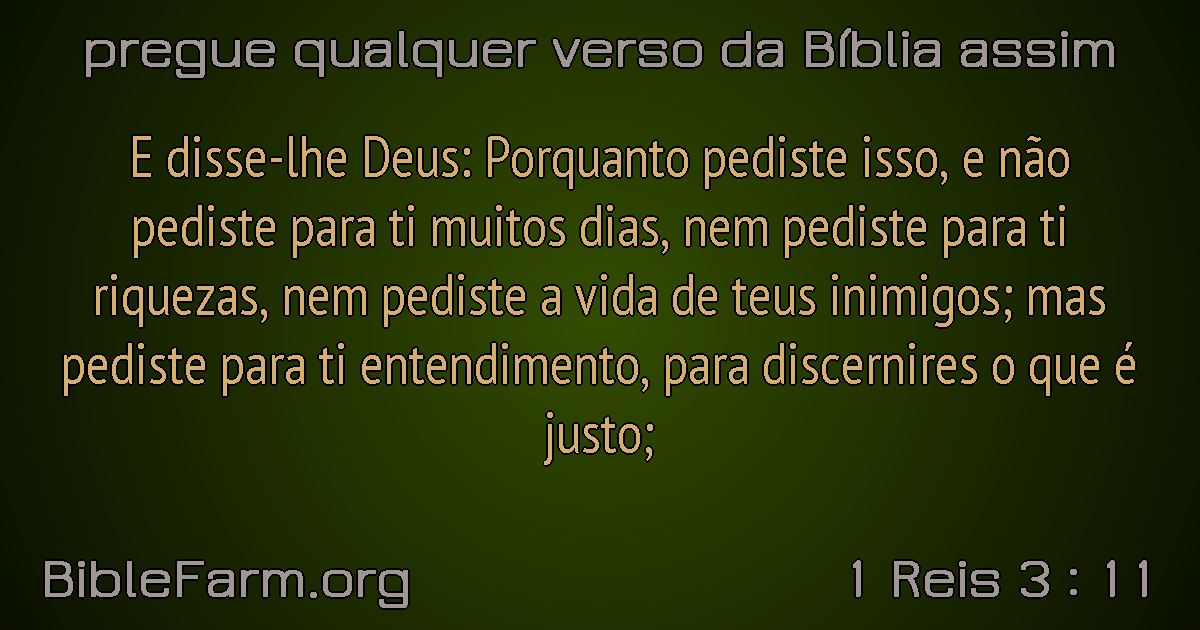 pregue qualquer verso da Bíblia assim
E disse-lhe Deus: Porquanto pediste isso, e não
pediste para ti muitos dias, nem pediste para ti
riquezas, nem pediste a vida de teus inimigos; mas
pediste para ti entendimento, para discernires o que é
justo;
BibleFarm.org
1 Reis 3 : 11